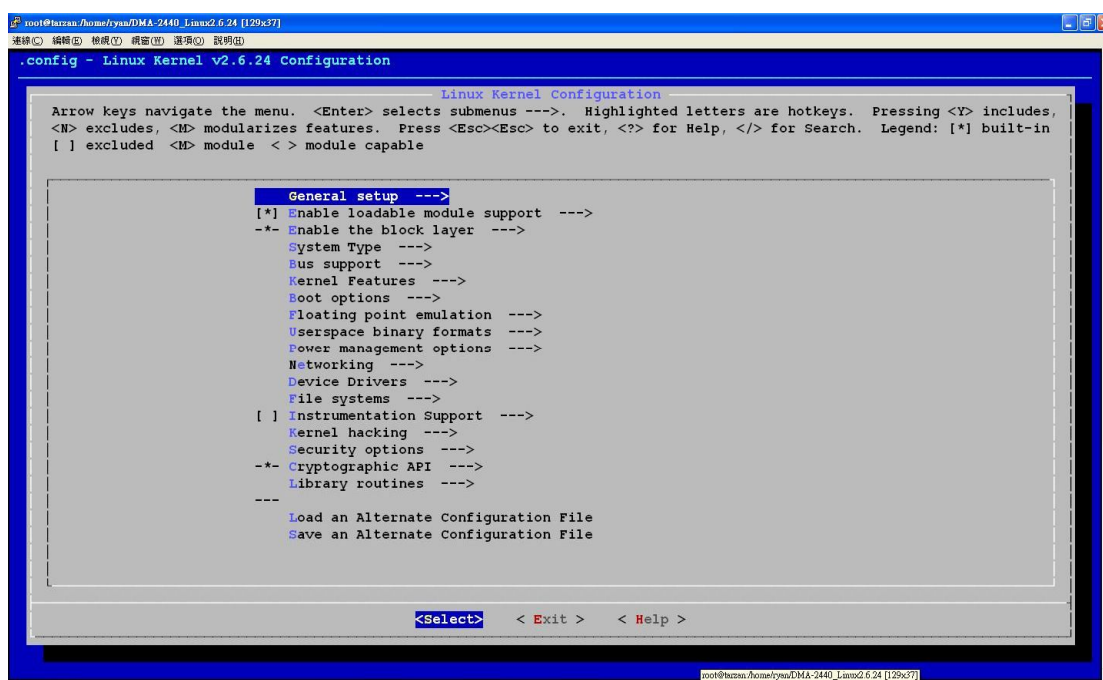 root@tarzan:/home/ryan/DMA-2440_Linux2.6.24 [129x37]
連線(C) 編輯(E) 檢視(V) 視窗(W) 選項(O) 說明(H)
.config - Linux Kernel v2.6.24 Configuration
Linux Kernel Configuration
Arrow keys navigate the menu. <Enter> selects submenus --->. Highlighted letters are hotkeys. Pressing <Y> includes,
<N> excludes, <M> modularizes features. Press <Esc><Esc> to exit, <?> for Help, </> for Search. Legend: [*] built-in
[ ] excluded <M> module < > module capable
General setup --->
[*] Enable loadable module support --->
-*- Enable the block layer --->
System Type --->
Bus support --->
Kernel Features --->
Boot options --->
Floating point emulation --->
Userspace binary formats --->
Power management options --->
Networking --->
Device Drivers --->
File systems --->
[ ] Instrumentation Support --->
Kernel hacking --->
Security options --->
-*- Cryptographic API --->
Library routines --->
---
Load an Alternate Configuration File
Save an Alternate Configuration File
<Select> < Exit > < Help >
root@tarzan:/home/ryan/DMA-2440_Linux2.6.24 [129x37]